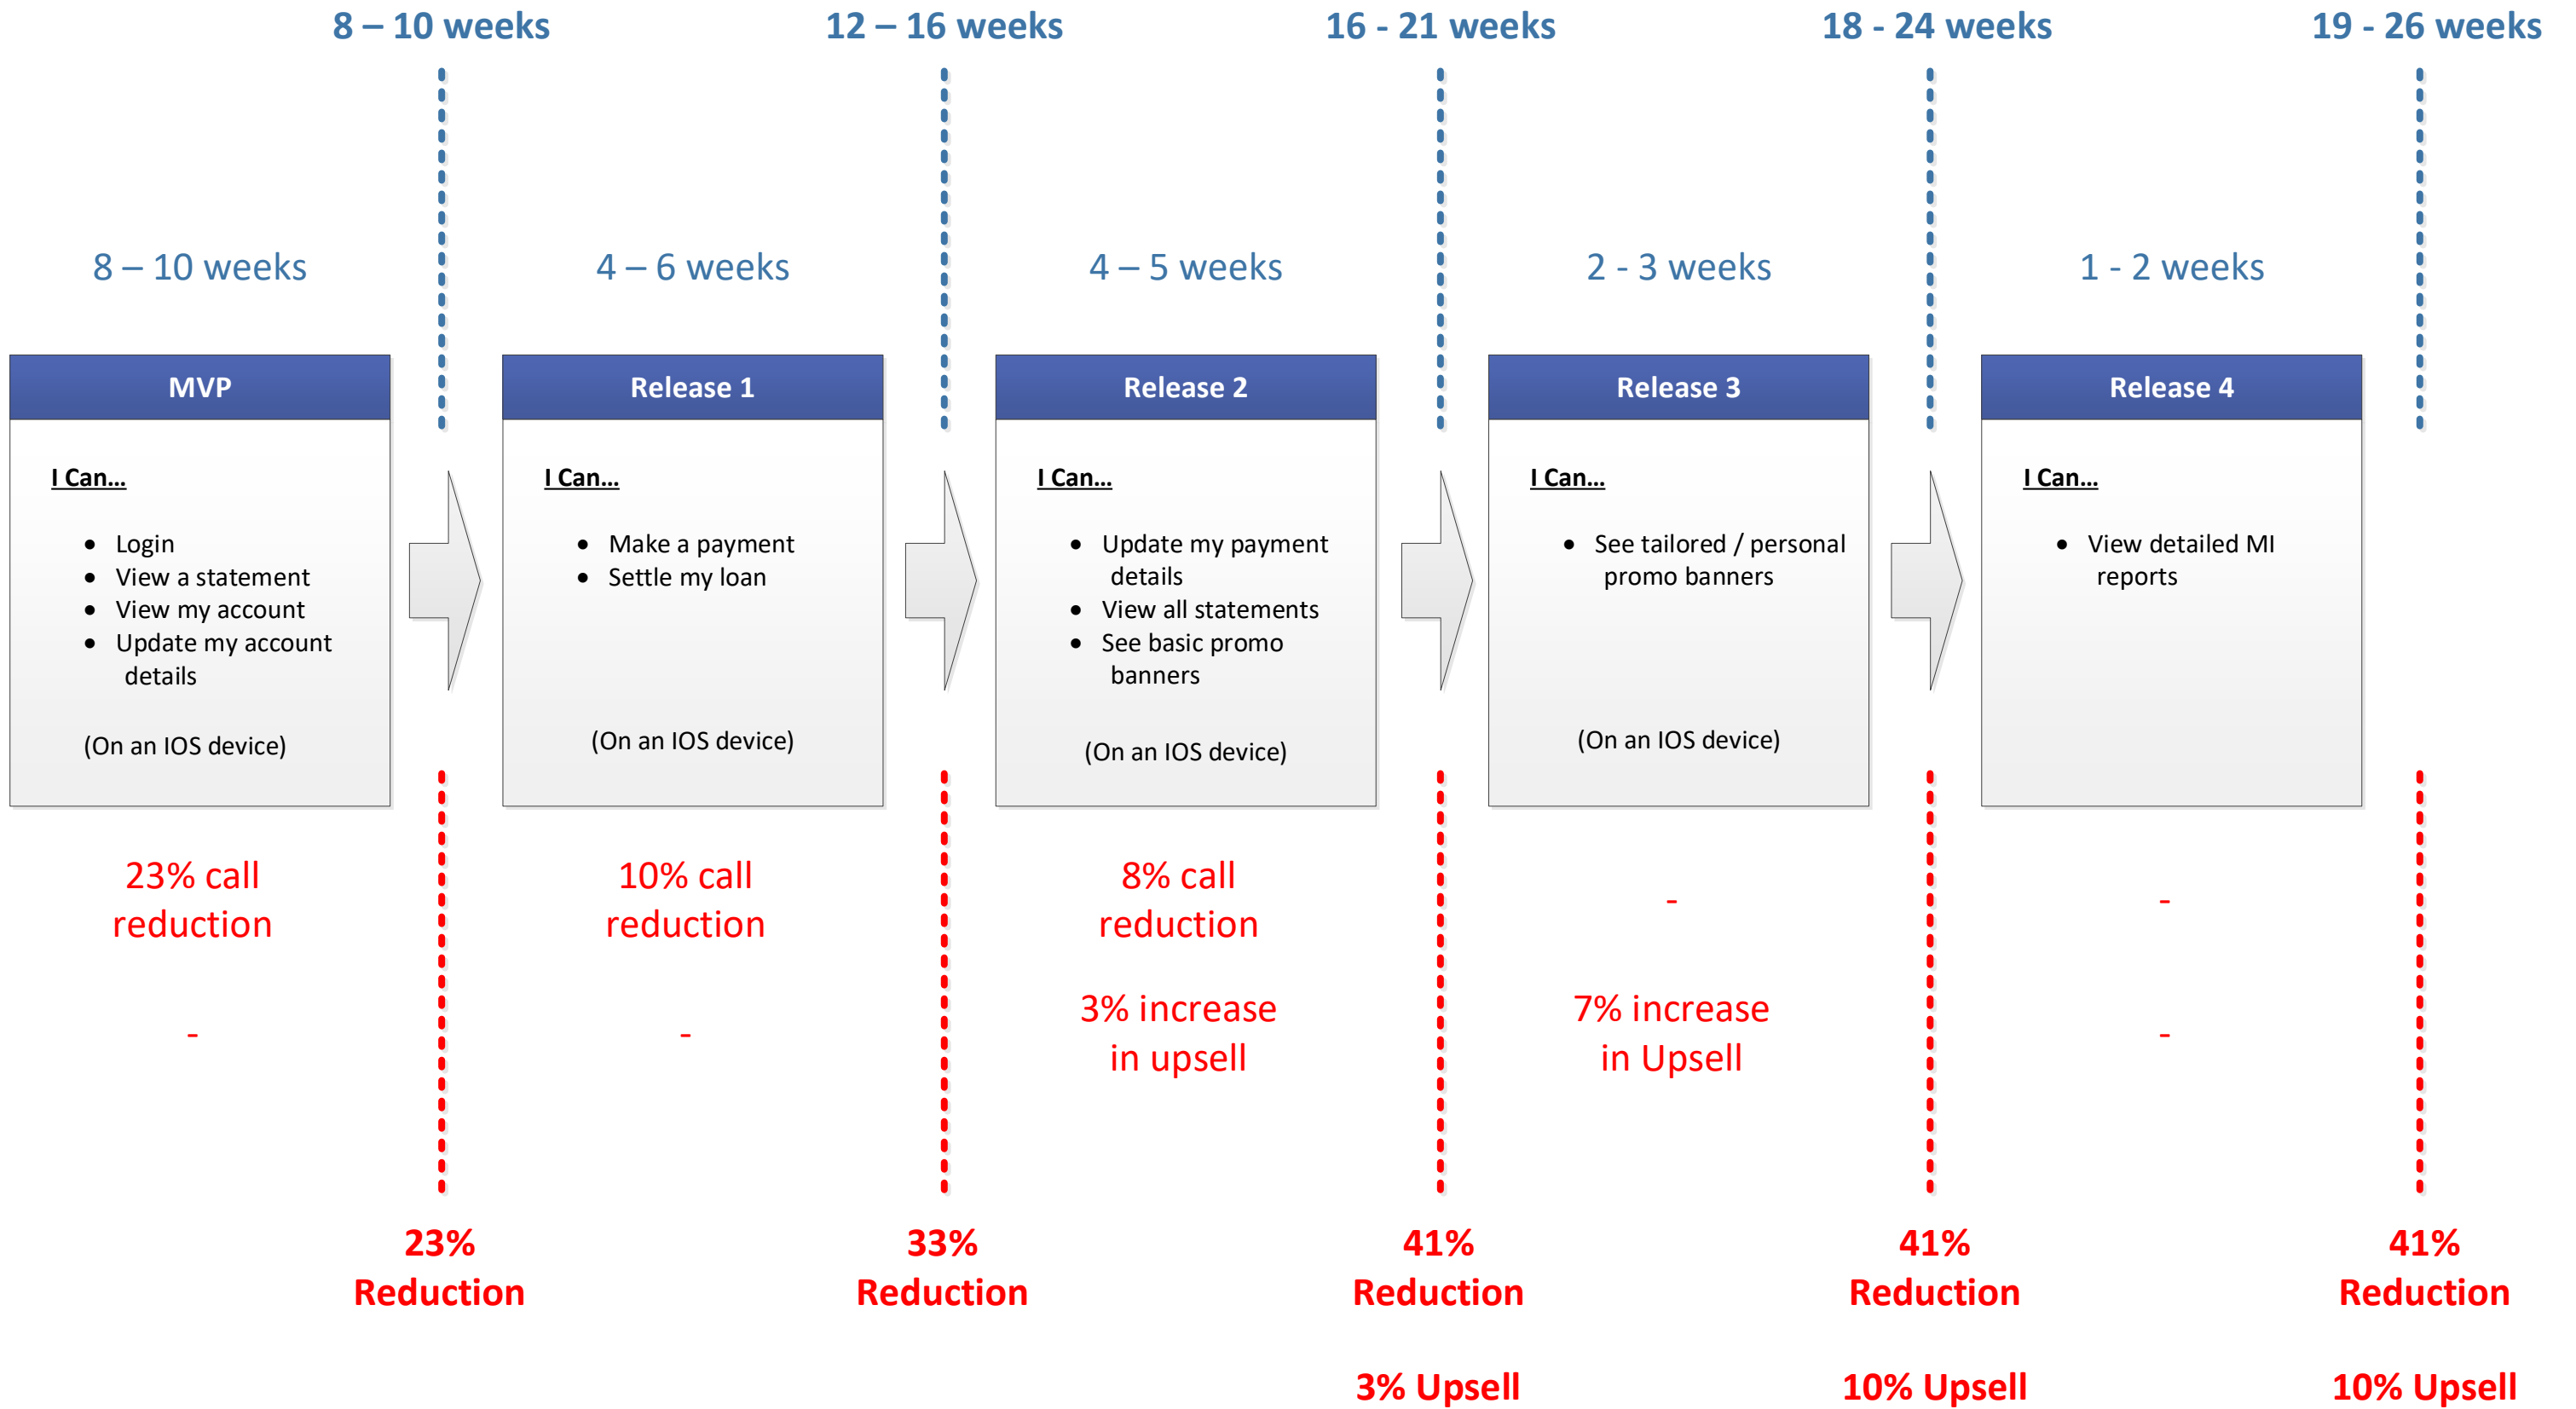 8 – 10 weeks
12 – 16 weeks
16 - 21 weeks
18 - 24 weeks
19 - 26 weeks
8 – 10 weeks
4 – 6 weeks
4 – 5 weeks
2 - 3 weeks
1 - 2 weeks
MVP
I Can...
• Login
• View a statement
• View my account
• Update my account
details
(On an IOS device)
Release 1
I Can...
• Make a payment
• Settle my loan
(On an IOS device)
Release 2
I Can...
• Update my payment
details
• View all statements
• See basic promo
banners
(On an IOS device)
Release 3
I Can...
• See tailored / personal
promo banners
(On an IOS device)
Release 4
I Can...
• View detailed MI
reports
23% call
reduction
-
10% call
reduction
-
8% call
reduction
3% increase
in upsell
-
7% increase
in Upsell
-
-
23%
Reduction
33%
Reduction
41%
Reduction
3% Upsell
41%
Reduction
10% Upsell
41%
Reduction
10% Upsell